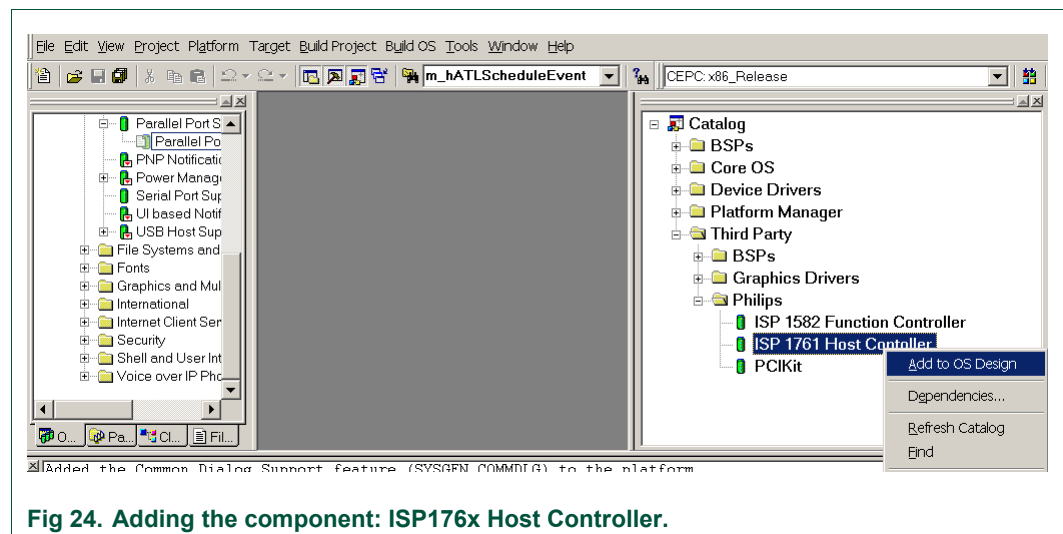 File Edit View Project Platform Target Build Project Build OS Tools Window Help
m_hATLScheduleEvent CEPC: x86_Release
Parallel Port S
Parallel Po
PNP Notificatic
Power Manage
Serial Port Sup
UI based Notif
USB Host Sup
File Systems and
Fonts
Graphics and Mul
International
Internet Client Ser
Security
Shell and User Int
Voice over IP Pho
O... Pa... Cl... Fil...
Catalog
BSPs
Core OS
Device Drivers
Platform Manager
Third Party
BSPs
Graphics Drivers
Philips
ISP 1582 Function Controller
ISP 1761 Host Contoller
PCIKit
Add to OS Design
Dependencies...
Refresh Catalog
Find
Added the Common Dialog Support feature (SYSGEN_COMMDLG) to the platform
Fig 24. Adding the component: ISP176x Host Controller.